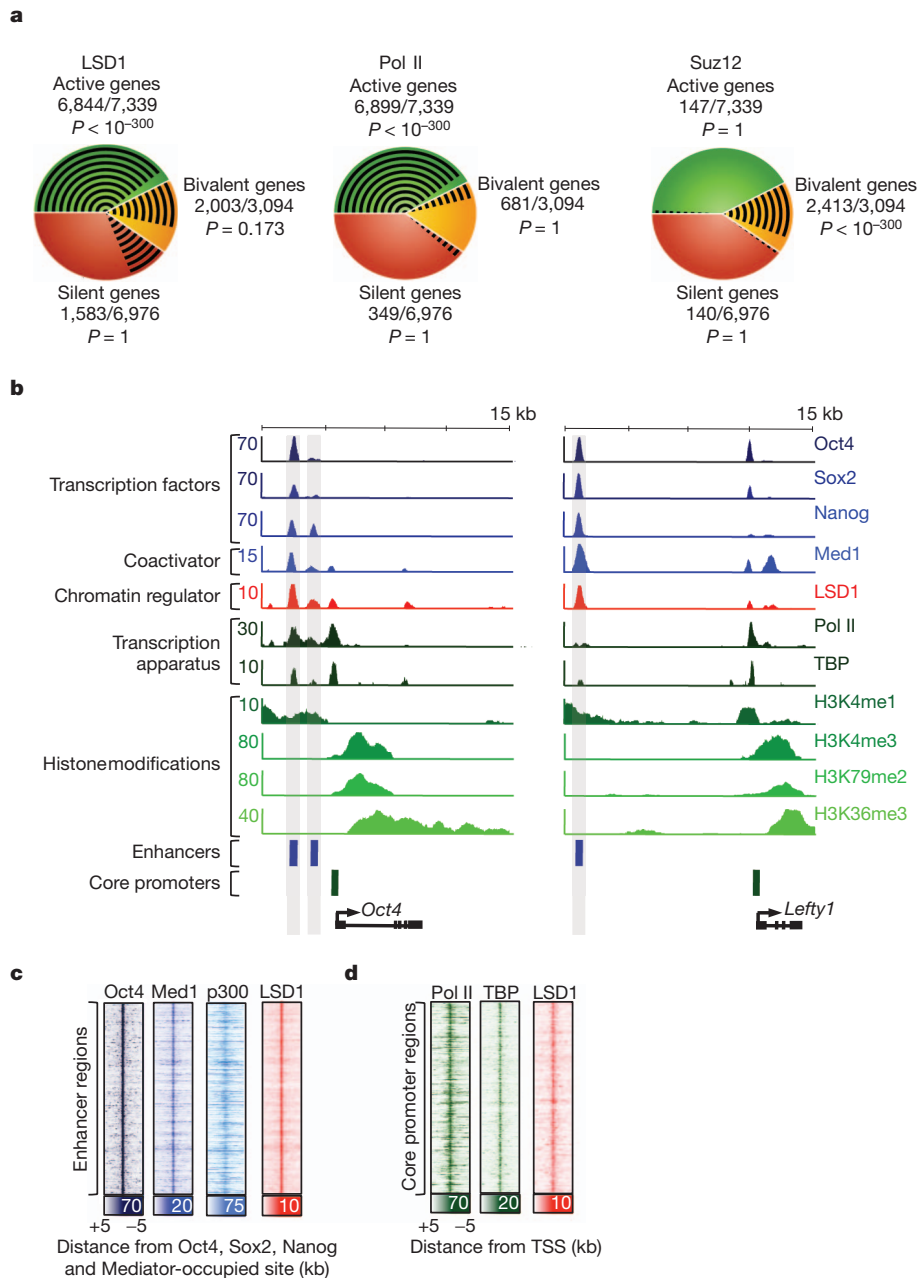 a
LSD1
Active genes
6,844/7,339
P < 10⁻³⁰⁰
Bivalent genes
2,003/3,094
P = 0.173
Silent genes
1,583/6,976
P = 1
Pol II
Active genes
6,899/7,339
P < 10⁻³⁰⁰
Bivalent genes
681/3,094
P = 1
Silent genes
349/6,976
P = 1
Suz12
Active genes
147/7,339
P = 1
Bivalent genes
2,413/3,094
P < 10⁻³⁰⁰
Silent genes
140/6,976
P = 1
b
15 kb
15 kb
Transcription factors
70
Oct4
70
Sox2
70
Nanog
Coactivator
15
Med1
Chromatin regulator
10
LSD1
Transcription
apparatus
30
Pol II
10
TBP
Histone modifications
10
H3K4me1
80
H3K4me3
80
H3K79me2
40
H3K36me3
Enhancers
Core promoters
Oct4
Lefty1
c
Oct4 Med1 p300 LSD1
Enhancer regions
70 20 75 10
+5 −5
Distance from Oct4, Sox2, Nanog
and Mediator-occupied site (kb)
d
Pol II TBP LSD1
Core promoter regions
70 20 10
+5 −5
Distance from TSS (kb)